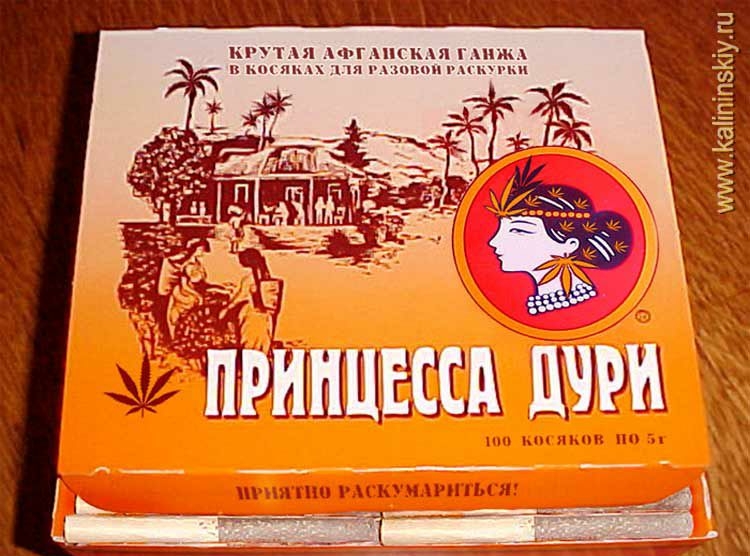 КРУТАЯ АФГАНСКАЯ ГАНЖА
В КОСЯКАХ ДЛЯ РАЗОВОЙ РАСКУРКИ
www.kalininskiy.ru
ПРИНЦЕССА ДУРИ
100 КОСЯКОВ ПО 5г
ПРИЯТНО РАСКУМАРИТЬСЯ!